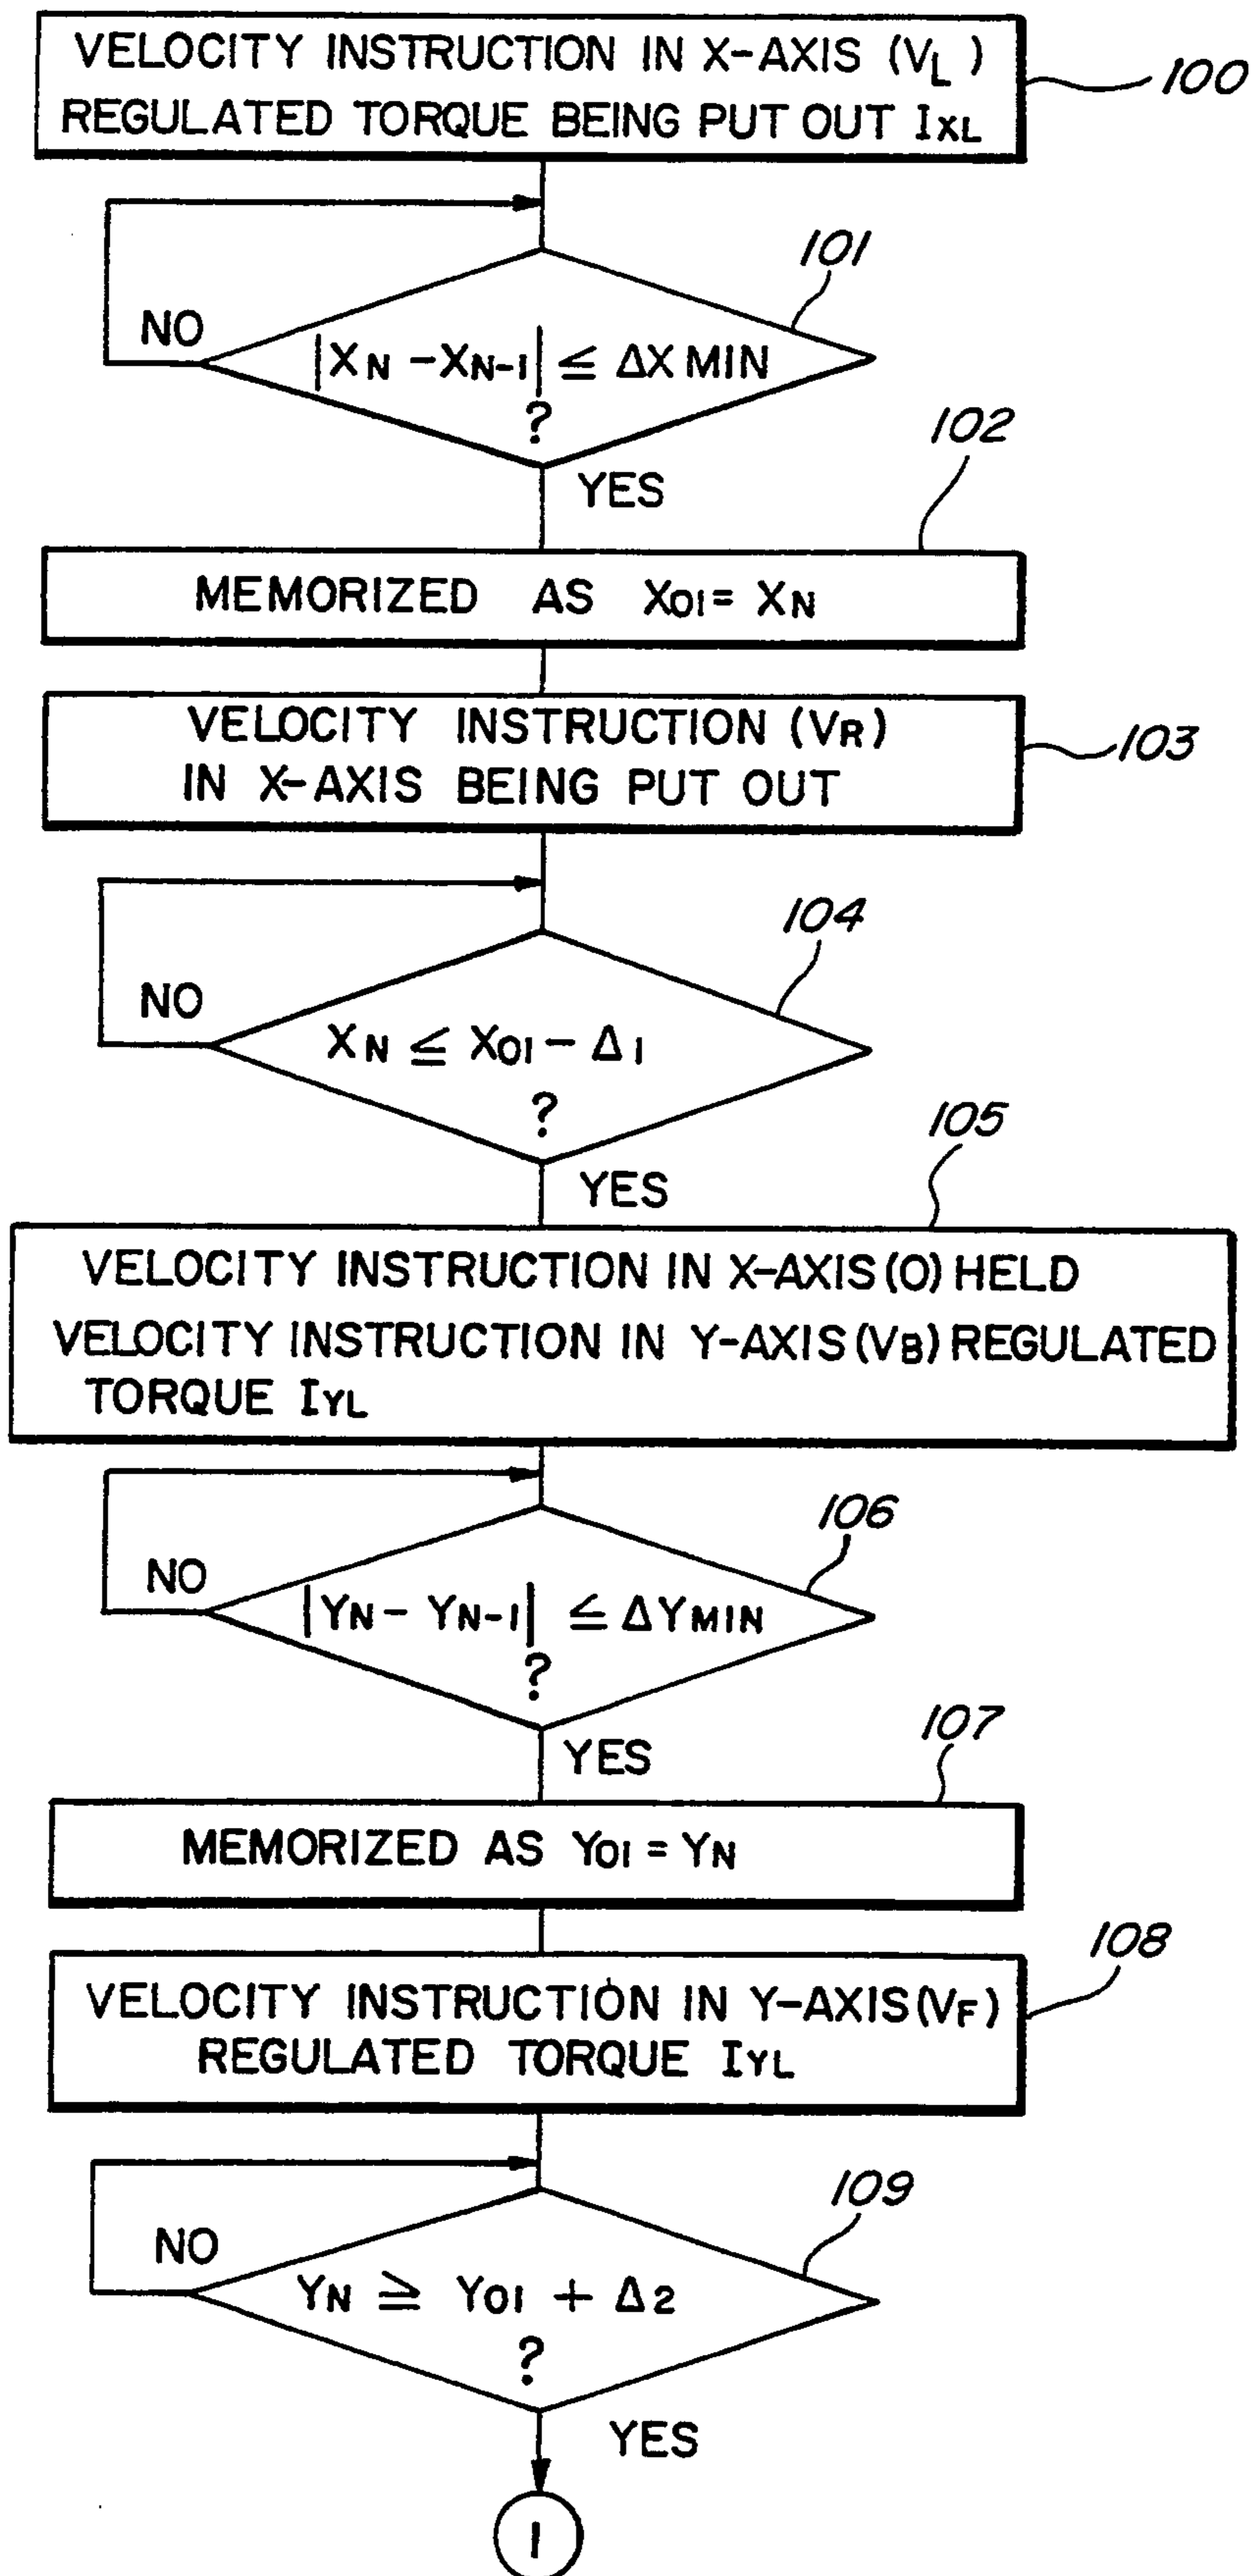 VELOCITY INSTRUCTION IN X-AXIS (VL)
REGULATED TORQUE BEING PUT OUT IXL
100
101
NO
|XN -XN-1| ≦ ΔX MIN
?
YES
102
MEMORIZED AS X01= XN
VELOCITY INSTRUCTION (VR)
IN X-AXIS BEING PUT OUT
103
104
NO
XN ≦ X01 - Δ1
?
YES
105
VELOCITY INSTRUCTION IN X-AXIS(0) HELD
VELOCITY INSTRUCTION IN Y-AXIS(VB) REGULATED
TORQUE IYL
106
NO
|YN - YN-1| ≦ ΔYMIN
?
YES
107
MEMORIZED AS Y01 = YN
108
VELOCITY INSTRUCTION IN Y-AXIS(VF)
REGULATED TORQUE IYL
109
NO
YN ≧ Y01 + Δ2
?
YES
1